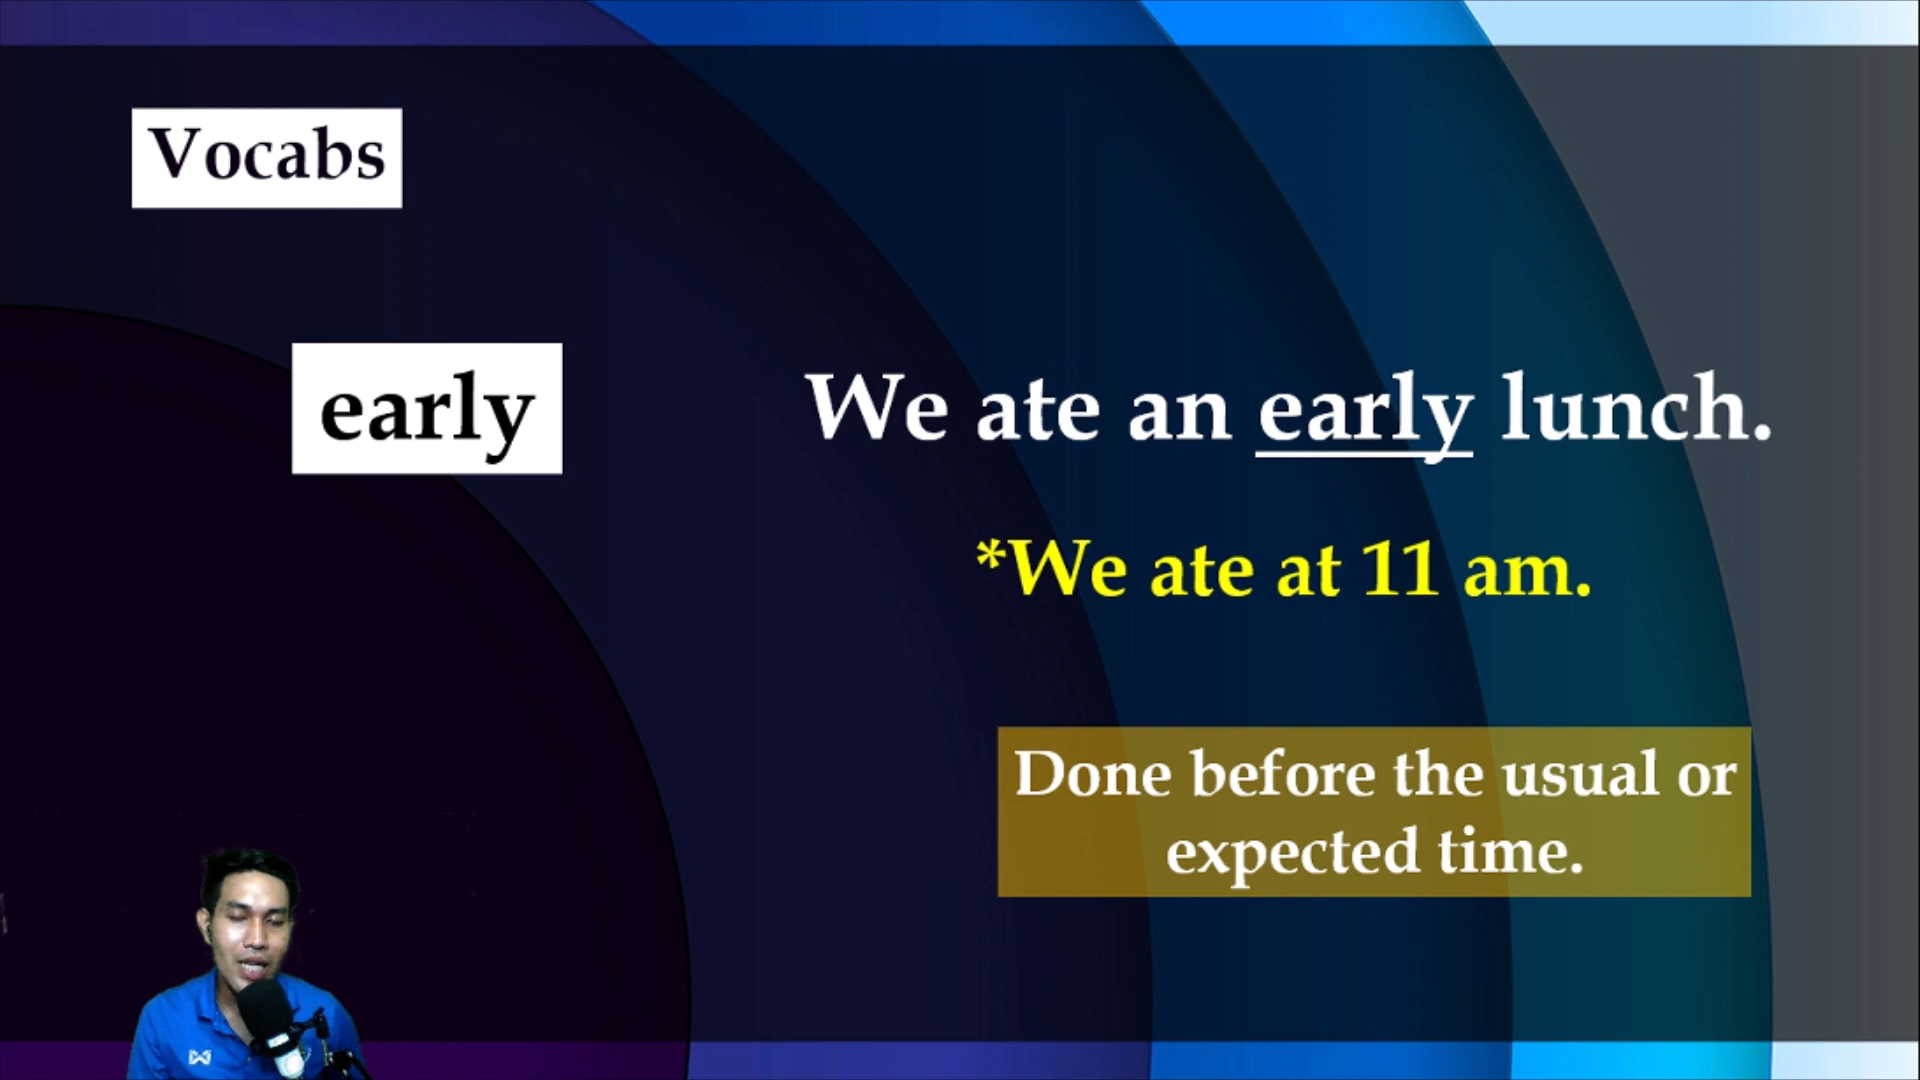 Vocabs
early
We ate an early lunch.
*We ate at 11 am.
Done before the usual or
expected time.